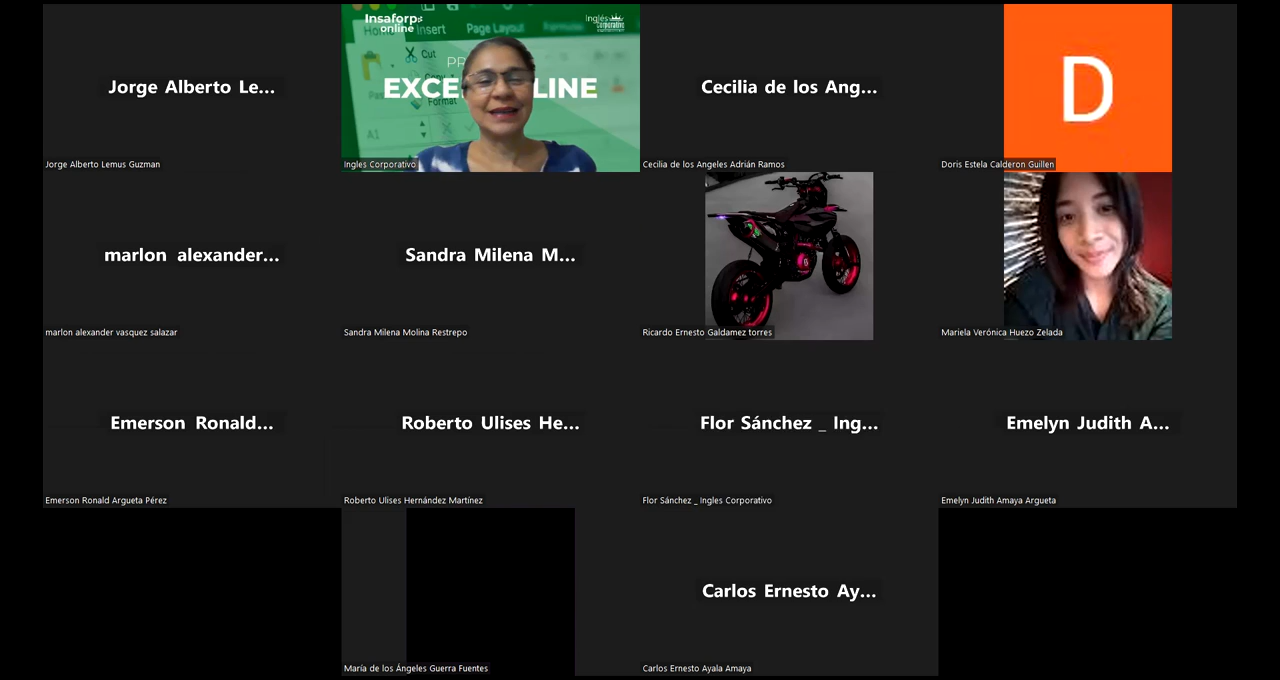 Jorge Alberto Le...
Jorge Alberto Lemus Guzman
Insaforp
online
Inglés
Corporativo
Insert
Page Layout
Cut
Format
A1
EXCE
LINE
Ingles Corporativo
Cecilia de los Ang...
Cecilia de los Angeles Adrián Ramos
D
Doris Estela Calderon Guillen
marlon alexander...
marlon alexander vasquez salazar
Sandra Milena M...
Sandra Milena Molina Restrepo
Ricardo Ernesto Galdamez torres
Mariela Verónica Huezo Zelada
Emerson Ronald...
Emerson Ronald Argueta Pérez
Roberto Ulises He...
Roberto Ulises Hernández Martínez
Flor Sánchez _ Ing...
Flor Sánchez _ Ingles Corporativo
Emelyn Judith A...
Emelyn Judith Amaya Argueta
María de los Ángeles Guerra Fuentes
Carlos Ernesto Ay...
Carlos Ernesto Ayala Amaya